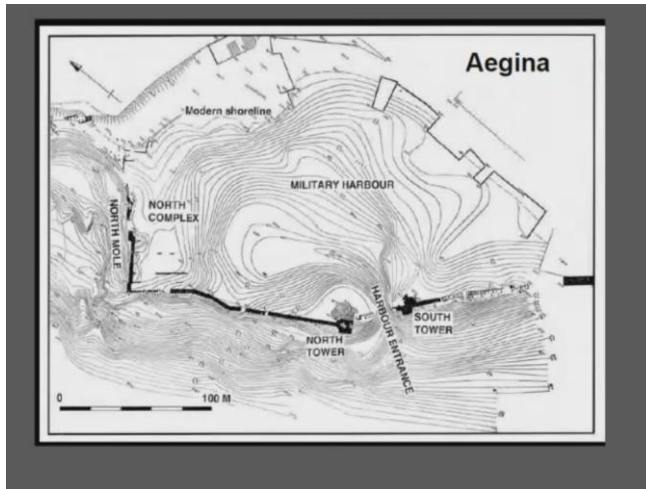 Aegina
Modern shoreline
MILITARY HARBOUR
NORTH
COMPLEX
NORTH MOLE
HARBOUR ENTRANCE
SOUTH
TOWER
NORTH
TOWER
0
100 M